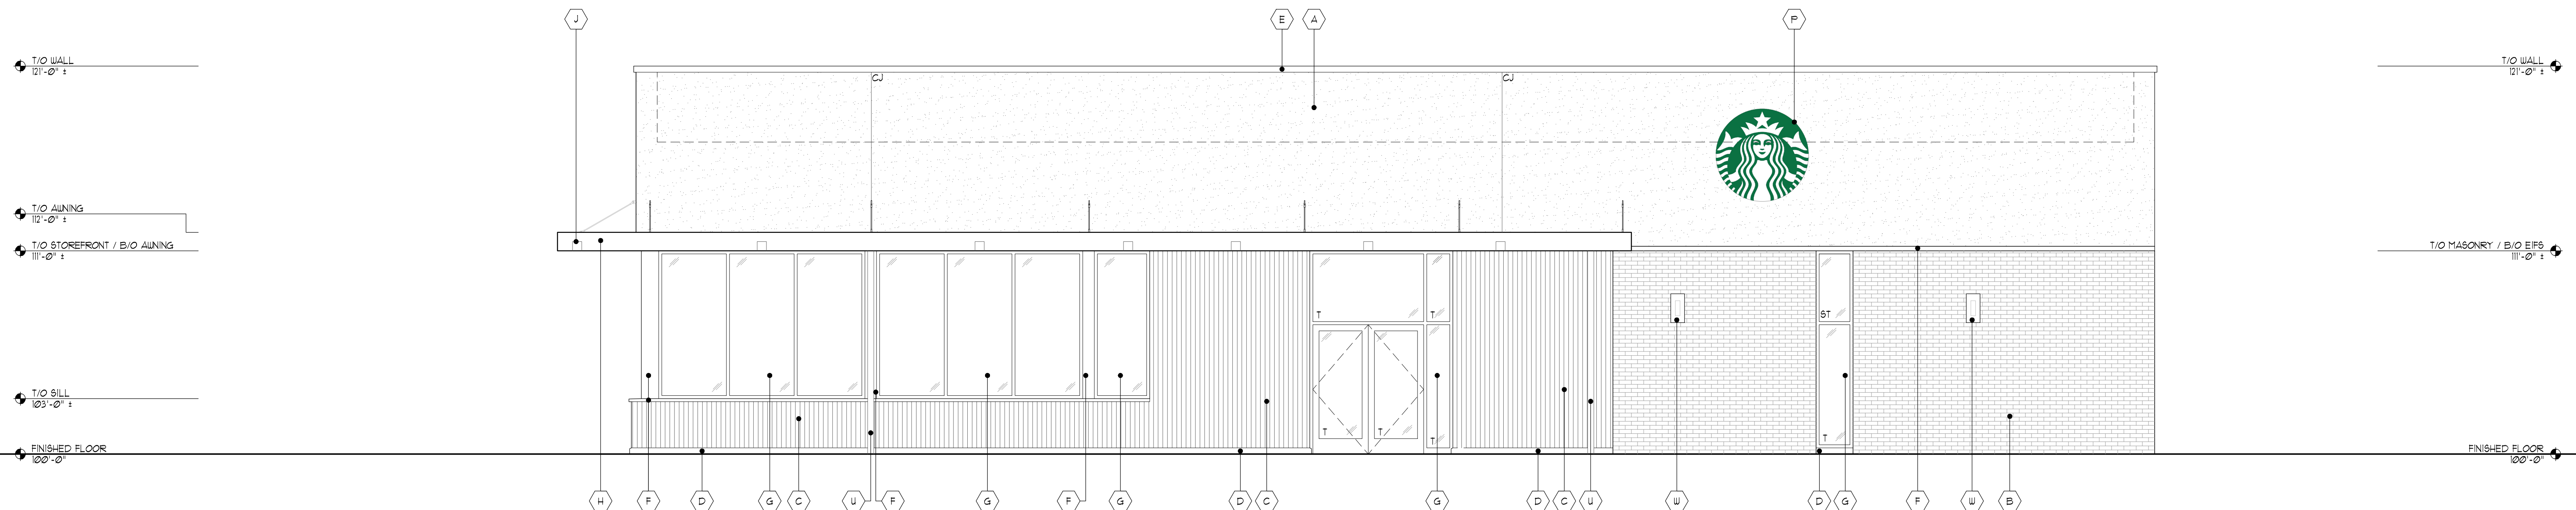 J
E
A
P
T/O WALL
121'-0" ±
T/O WALL
121'-0" ±
CJ
CJ
T/O AWNING
112'-0" ±
T/O STOREFRONT / B/O AWNING
111'-0" ±
T/O MASONRY / B/O EIFS
111'-0" ±
T
T
ST
T/O SILL
103'-0" ±
T
T
T
T
FINISHED FLOOR
100'-0"
FINISHED FLOOR
100'-0"
H
F
D
G
C
U
F
G
F
G
D
C
G
D
C
U
W
D
G
F
W
B